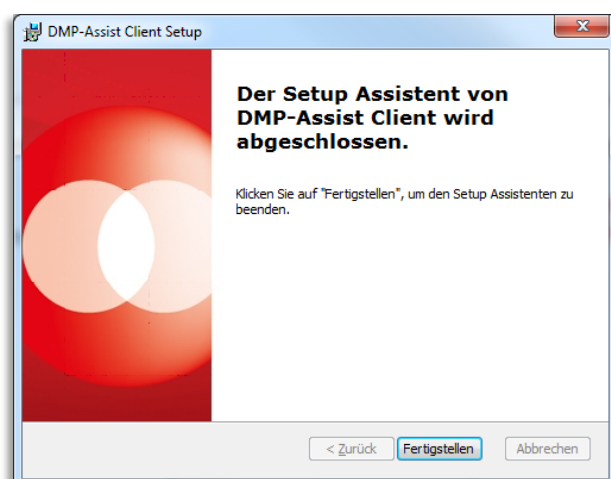 DMP-Assist Client Setup
Der Setup Assistent von
DMP-Assist Client wird
abgeschlossen.
Klicken Sie auf "Fertigstellen", um den Setup Assistenten zu
beenden.
< Zurück Fertigstellen Abbrechen